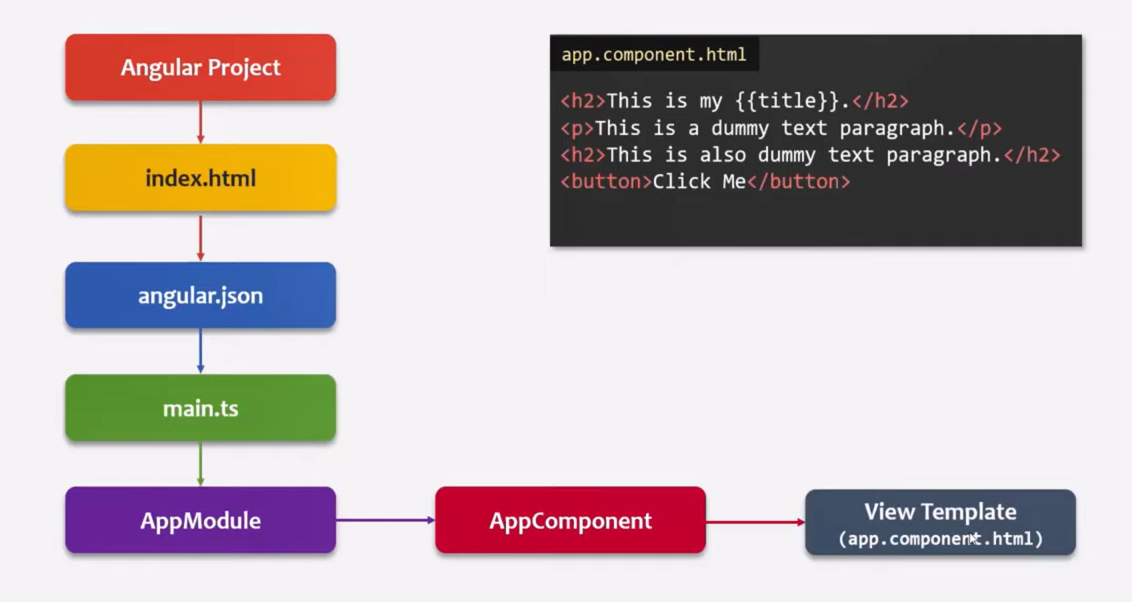 Angular Project
index.html
angular.json
main.ts
AppModule
AppComponent
View Template
(app.component.html)
app.component.html
<h2>This is my {{title}}.</h2>
<p>This is a dummy text paragraph.</p>
<h2>This is also dummy text paragraph.</h2>
<button>Click Me</button>